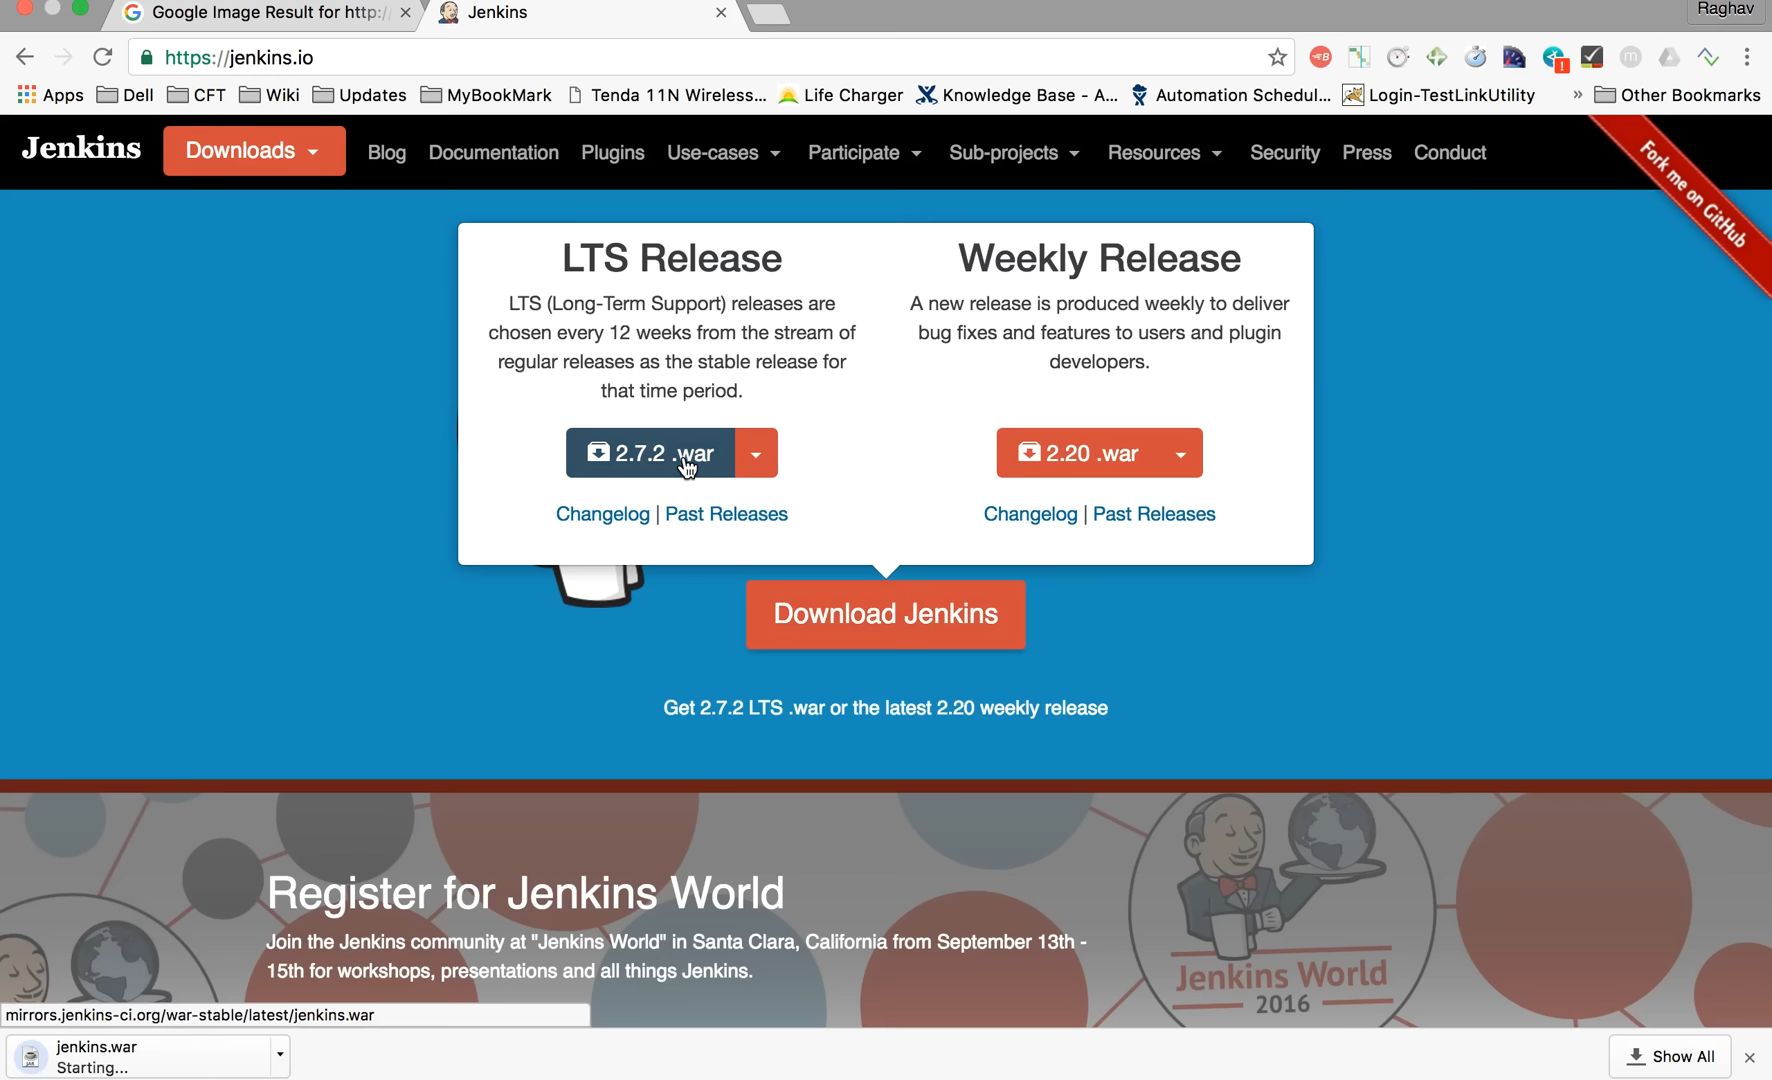 Google Image Result for http:/
Jenkins
Raghav
https://jenkins.io
Apps
Dell
CFT
Wiki
Updates
MyBookMark
Tenda 11N Wireless...
Life Charger
Knowledge Base - A...
Automation Schedul...
Login-TestLinkUtility
»
Other Bookmarks
Jenkins
Downloads
Blog
Documentation
Plugins
Use-cases
Participate
Sub-projects
Resources
Security
Press
Conduct
Fork me on GitHub
LTS Release
LTS (Long-Term Support) releases are
chosen every 12 weeks from the stream of
regular releases as the stable release for
that time period.
2.7.2 .war
Changelog | Past Releases
Weekly Release
A new release is produced weekly to deliver
bug fixes and features to users and plugin
developers.
2.20 .war
Changelog | Past Releases
Download Jenkins
Get 2.7.2 LTS .war or the latest 2.20 weekly release
Register for Jenkins World
Join the Jenkins community at "Jenkins World" in Santa Clara, California from September 13th -
15th for workshops, presentations and all things Jenkins.
Jenkins World
2016
mirrors.jenkins-ci.org/war-stable/latest/jenkins.war
jenkins.war
Starting...
Show All